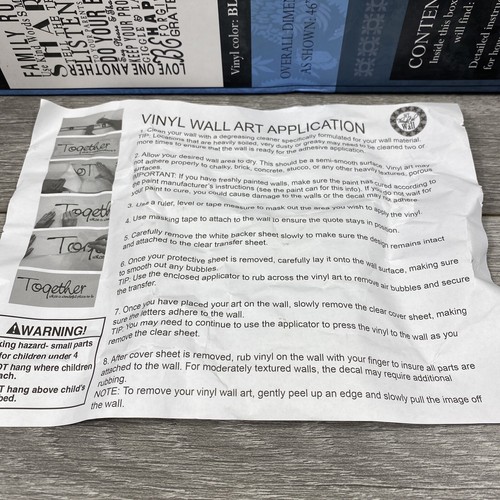 FAMILY RU
SHAR
LISTEN
DO YOUR B
LOVE ONE ANOTHER
HAPP
BE GRATEFUL
Vinyl color: BL
OVERALL DIME
AS SHOWN: 46
CONTEN
Inside this box
will find:
Detailed in
VINYL WALL ART APPLICATION
1. Clean your wall with a degreasing cleaner specifically formulated for your wall material.
TIP: Locations that are heavily soiled, very dusty or greasy may need to be cleaned two or
more times to ensure that the wall is ready for the adhesive application.
2. Allow your desired wall area to dry. This should be a semi-smooth surface. Vinyl art may
not adhere properly to chalky, brick, concrete, stucco, or any other heavily textured, porous
surfaces.
IMPORTANT: If you have freshly painted walls, make sure the paint has cured according to
the paint manufacturer's instructions (see the paint can for this info). If you do not wait for
wall paint to cure, you could cause damage to the walls or the decal may not adhere.
3. Use a ruler, level or tape measure to mask out the area you wish to apply the vinyl.
4. Use masking tape to attach to the wall to ensure the quote stays in position.
5. Carefully remove the white backer sheet slowly to make sure the design remains intact
and attached to the clear transfer sheet.
6. Once your protective sheet is removed, carefully lay it onto the wall surface, making sure
to smooth out any bubbles.
TIP: Use the enclosed applicator to rub across the vinyl art to remove air bubbles and secure
the transfer.
7. Once you have placed your art on the wall, slowly remove the clear cover sheet, making
sure the letters adhere to the wall.
TIP: You may need to continue to use the applicator to press the vinyl to the wall as you
remove the clear sheet.
8. After cover sheet is removed, rub vinyl on the wall with your finger to insure all parts are
attached to the wall. For moderately textured walls, the decal may require additional
rubbing.
NOTE: To remove your vinyl wall art, gently peel up an edge and slowly pull the image off
the wall.
Together
Togeth
Tog
Together
WARNING!
king hazard- small parts
for children under 4
OT hang where children
ach.
T hang above child's
bed.